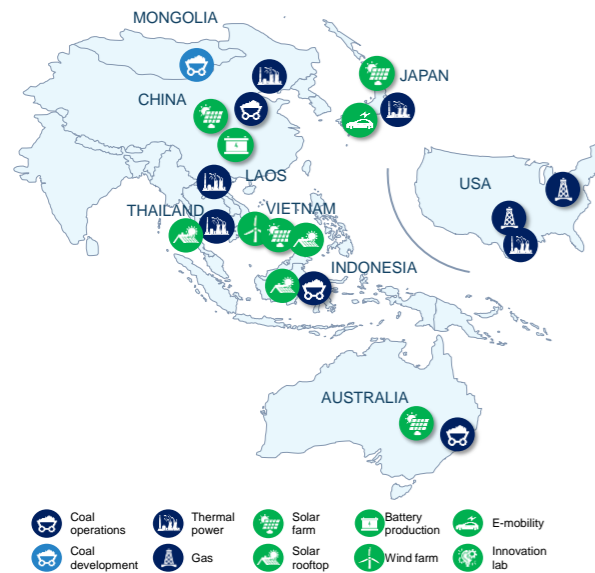 MONGOLIA
JAPAN
CHINA
USA
LAOS
THAILAND
VIETNAM
INDONESIA
AUSTRALIA
Coal
operations
Thermal
power
Solar
farm
Battery
production
E-mobility
Coal
development
Gas
Solar
rooftop
Wind farm
Innovation
lab